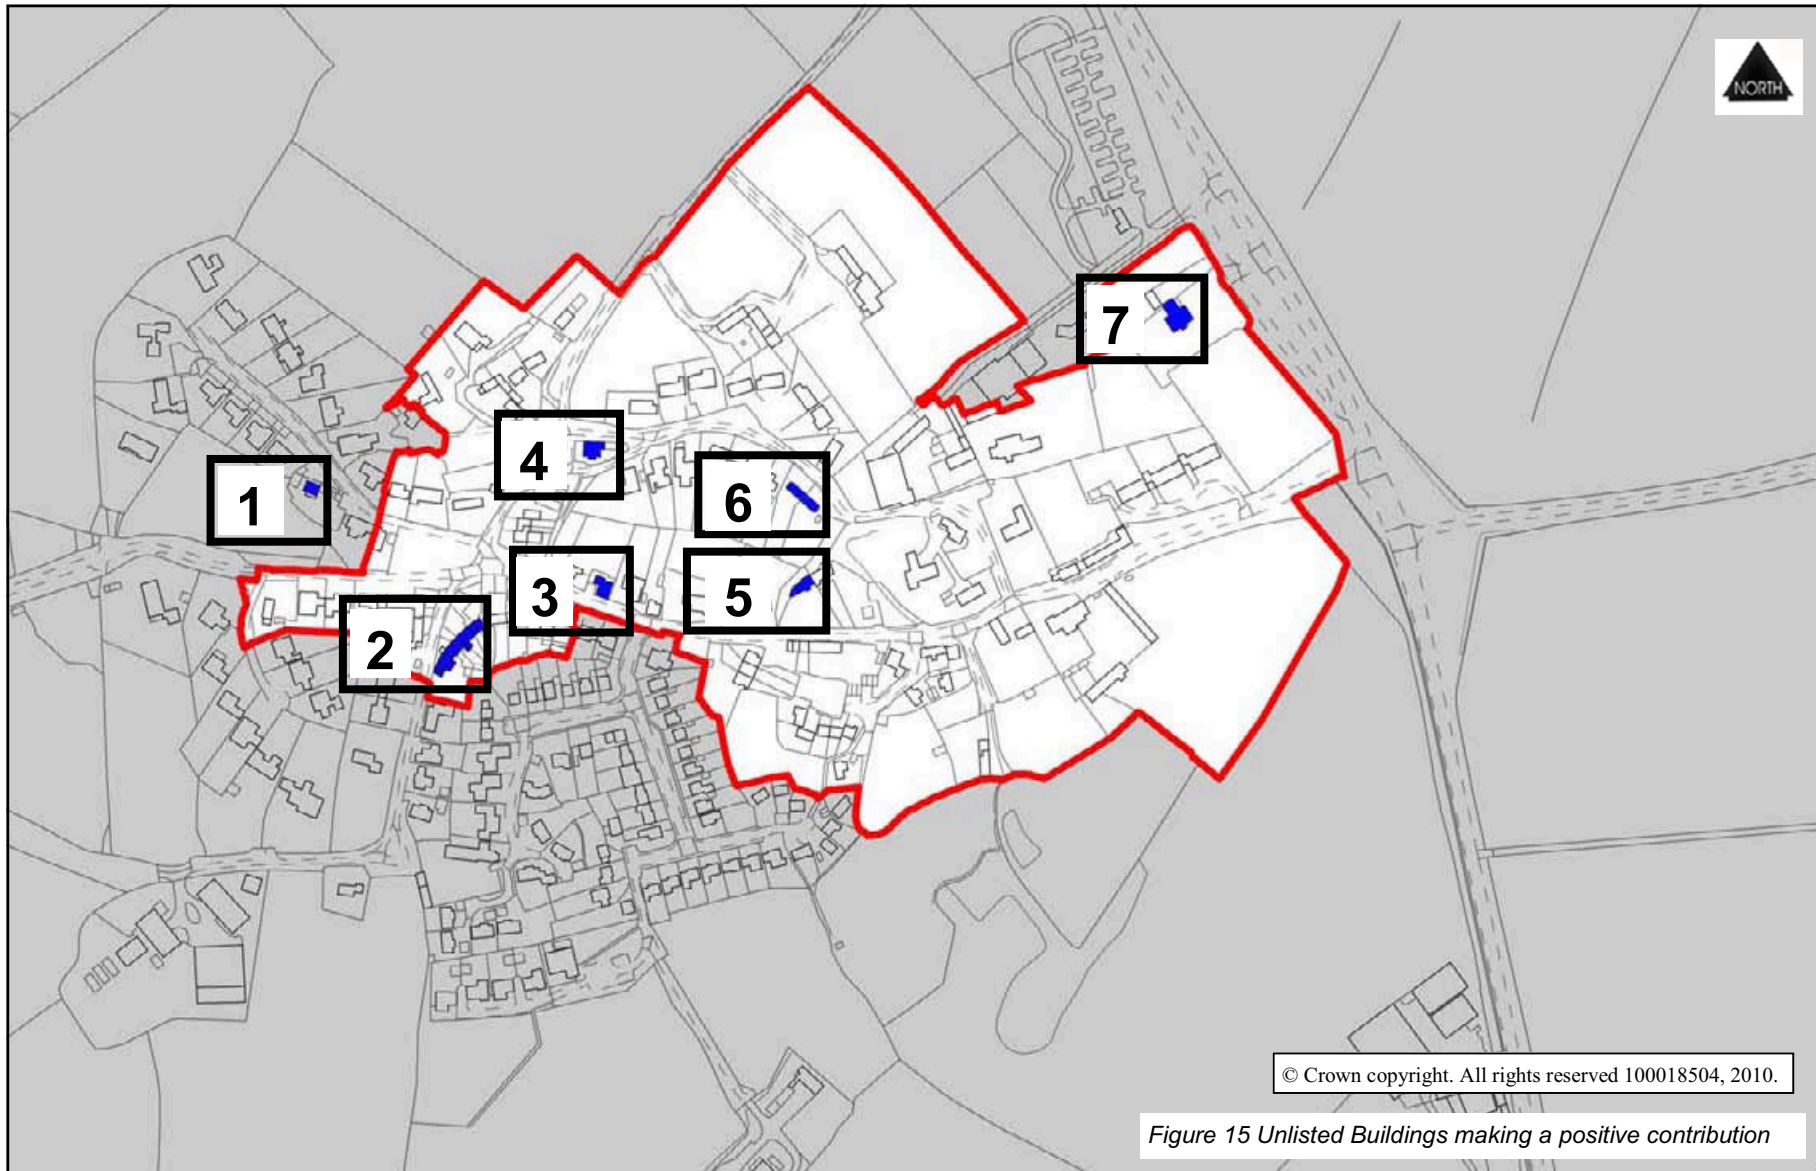 NORTH
7
4
6
1
3
5
2
© Crown copyright. All rights reserved 100018504, 2010.
Figure 15 Unlisted Buildings making a positive contribution